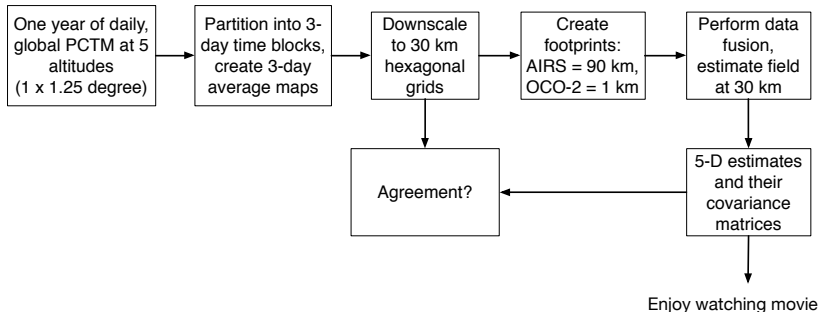 One year of daily,
global PCTM at 5
altitudes
(1 x 1.25 degree)
Partition into 3-
day time blocks,
create 3-day
average maps
Downscale
to 30 km
hexagonal
grids
Create
footprints:
AIRS = 90 km,
OCO-2 = 1 km
Perform data
fusion,
estimate field
at 30 km
Agreement?
5-D estimates
and their
covariance
matrices
Enjoy watching movie